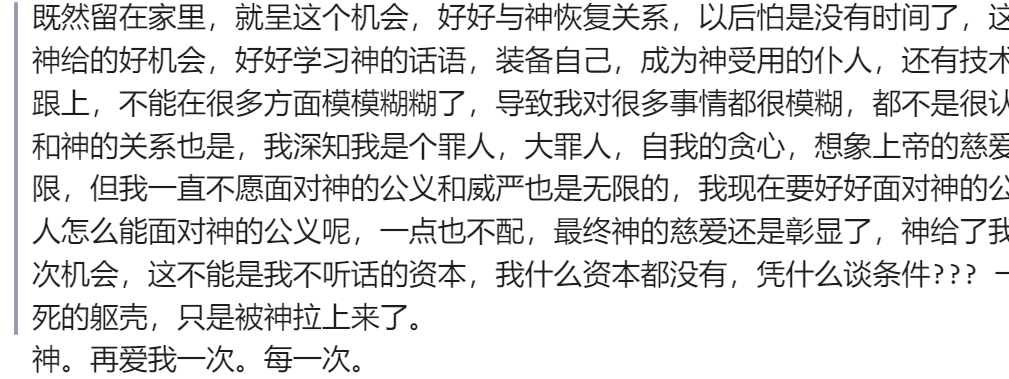 既然留在家里，就呈这个机会，好好与神恢复关系，以后怕是没有时间了，这
神给的好机会，好好学习神的话语，装备自己，成为神受用的仆人，还有技术
跟上，不能在很多方面模模糊糊了，导致我对很多事情都很模糊，都不是很认
和神的关系也是，我深知我是个罪人，大罪人，自我的贪心，想象上帝的慈爱
限，但我一直不愿面对神的公义和威严也是无限的，我现在要好好面对神的公
人怎么能面对神的公义呢，一点也不配，最终神的慈爱还是彰显了，神给了我
次机会，这不能是我不听话的资本，我什么资本都没有，凭什么谈条件??? 一
死的躯壳，只是被神拉上来了。
神。再爱我一次。每一次。